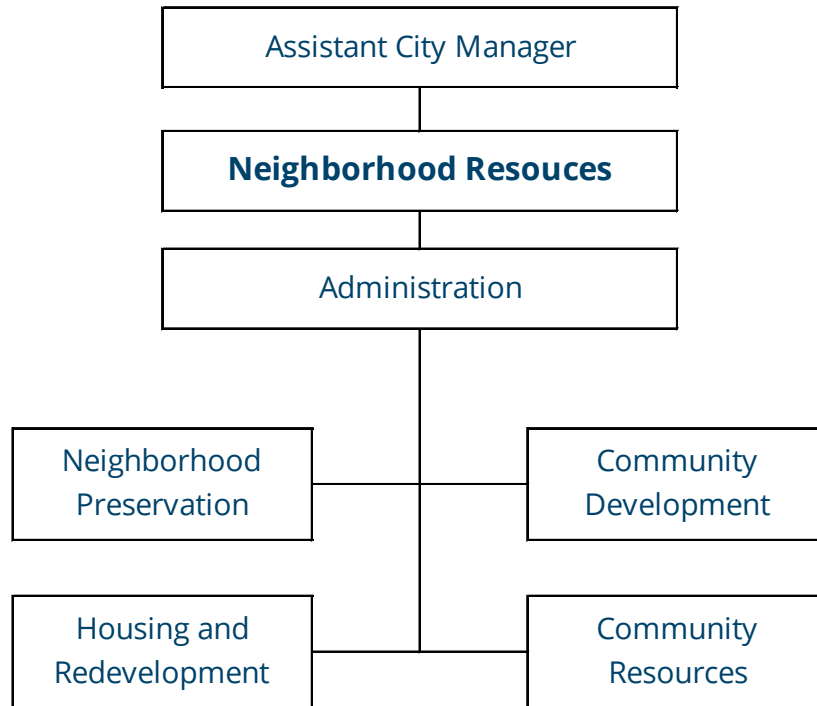 Assistant City Manager
Neighborhood Resouces
Administration
Neighborhood
Preservation
Community
Development
Housing and
Redevelopment
Community
Resources